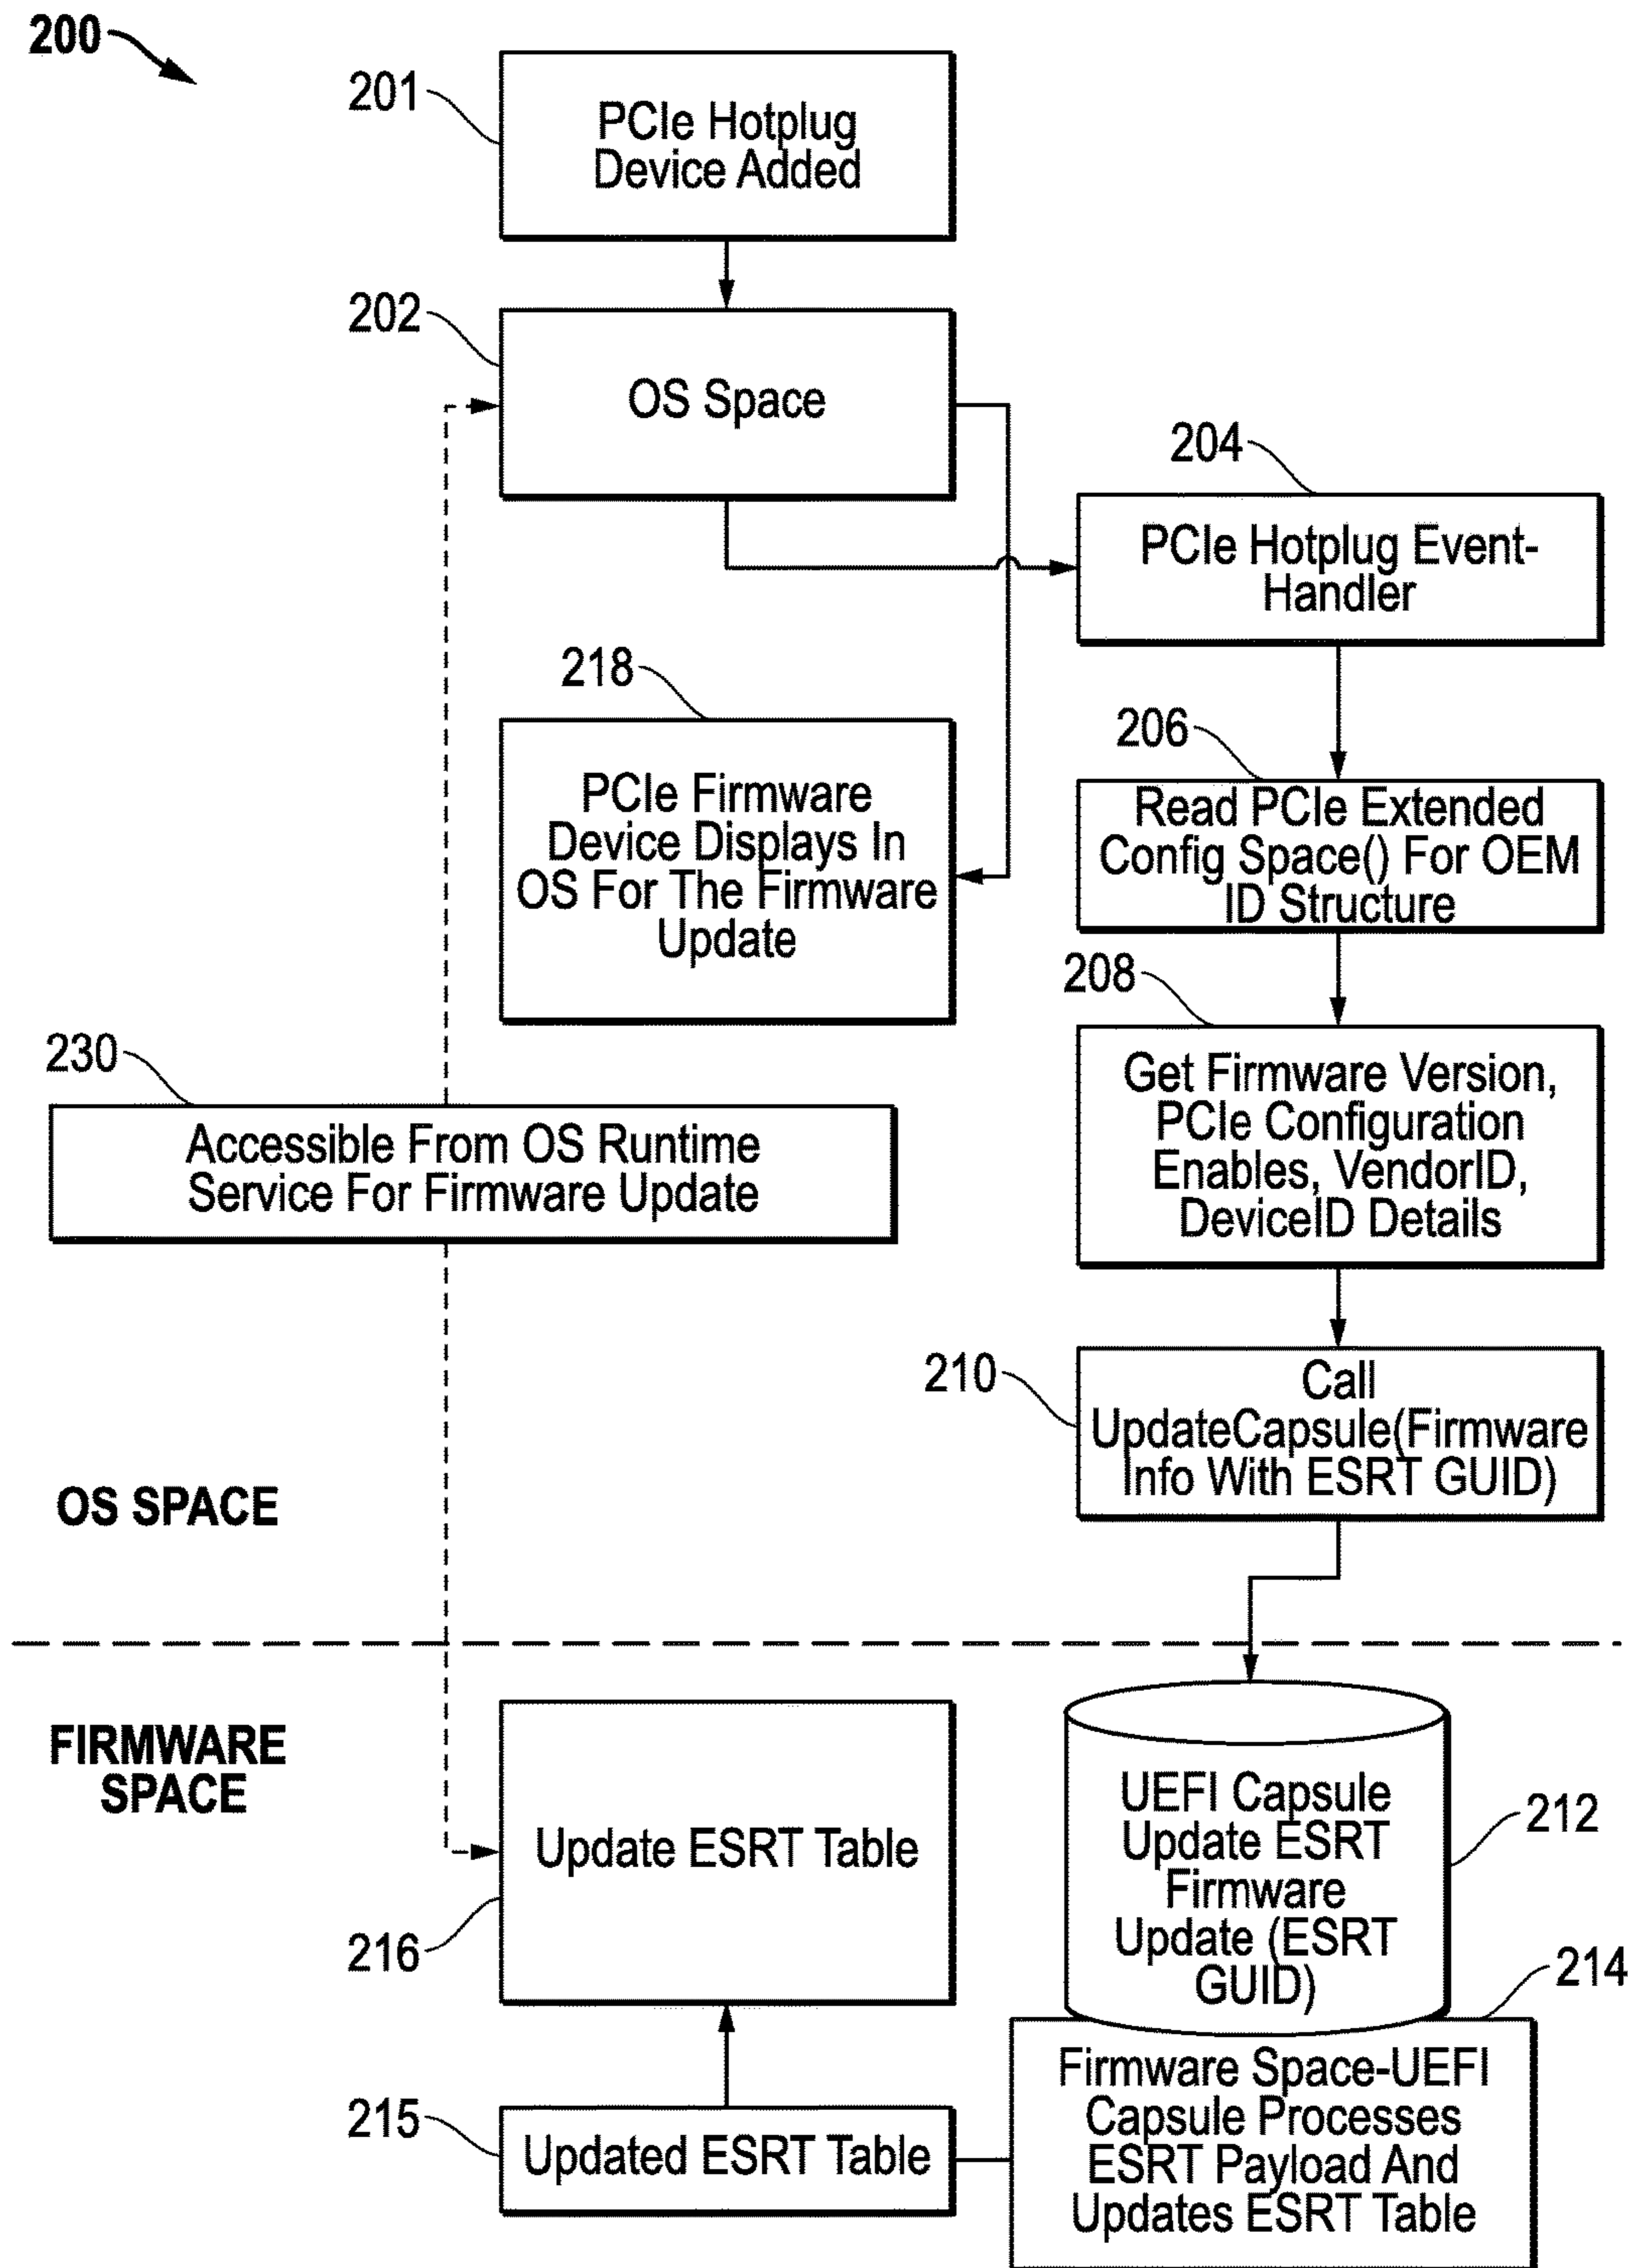 200
201
PCIe Hotplug
Device Added
202
OS Space
204
PCIe Hotplug Event-
Handler
218
PCIe Firmware
Device Displays In
OS For The Firmware
Update
206
Read PCIe Extended
Config Space() For OEM
ID Structure
208
Get Firmware Version,
PCIe Configuration
Enables, VendorID,
DeviceID Details
230
Accessible From OS Runtime
Service For Firmware Update
210
Call
UpdateCapsule(Firmware
Info With ESRT GUID)
OS SPACE
FIRMWARE
SPACE
Update ESRT Table
216
UEFI Capsule
Update ESRT
Firmware
Update (ESRT
GUID)
212
214
215
Updated ESRT Table
Firmware Space-UEFI
Capsule Processes
ESRT Payload And
Updates ESRT Table